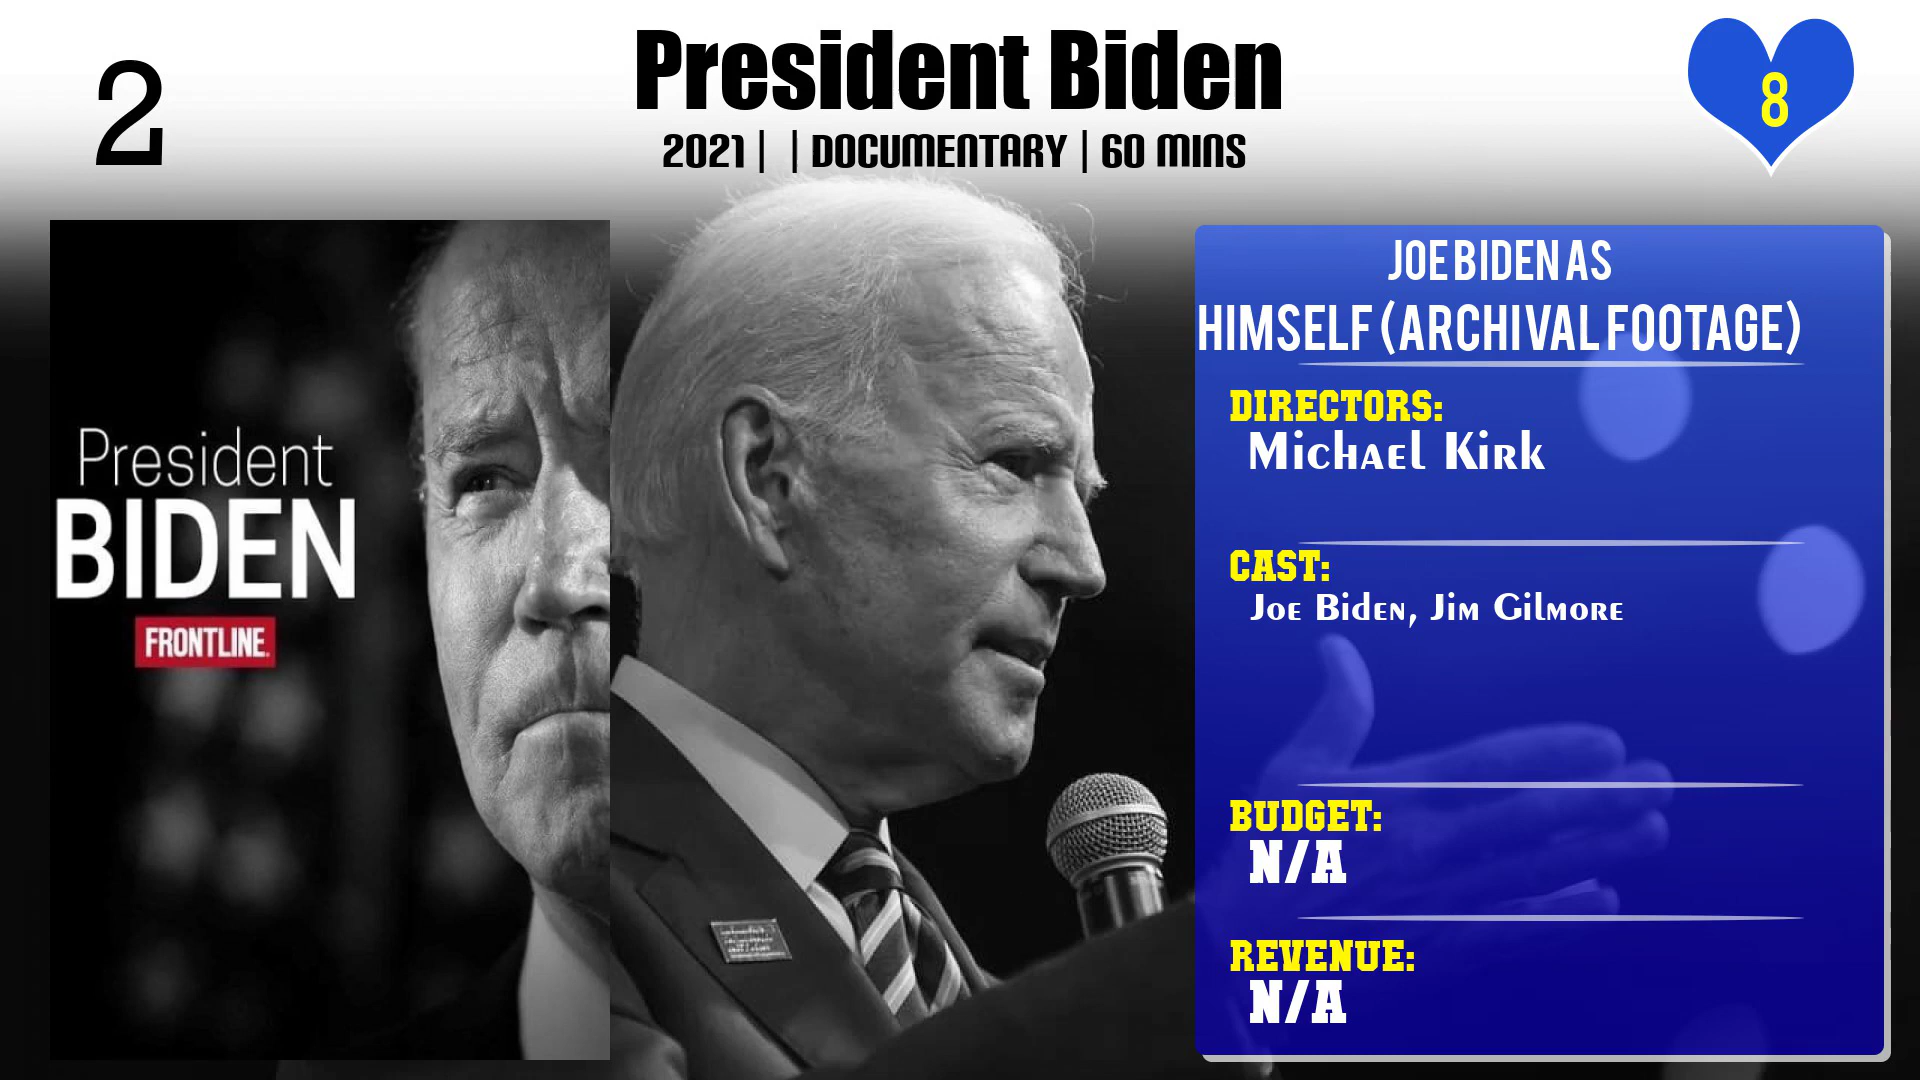 2
President Biden
2021 | | DOCUMENTARY | 60 MINS
8
President
BIDEN
FRONTLINE.
JOE BIDEN AS
HIMSELF (ARCHIVAL FOOTAGE)
DIRECTORS:
Michael Kirk
CAST:
Joe Biden, Jim Gilmore
BUDGET:
N/A
REVENUE:
N/A